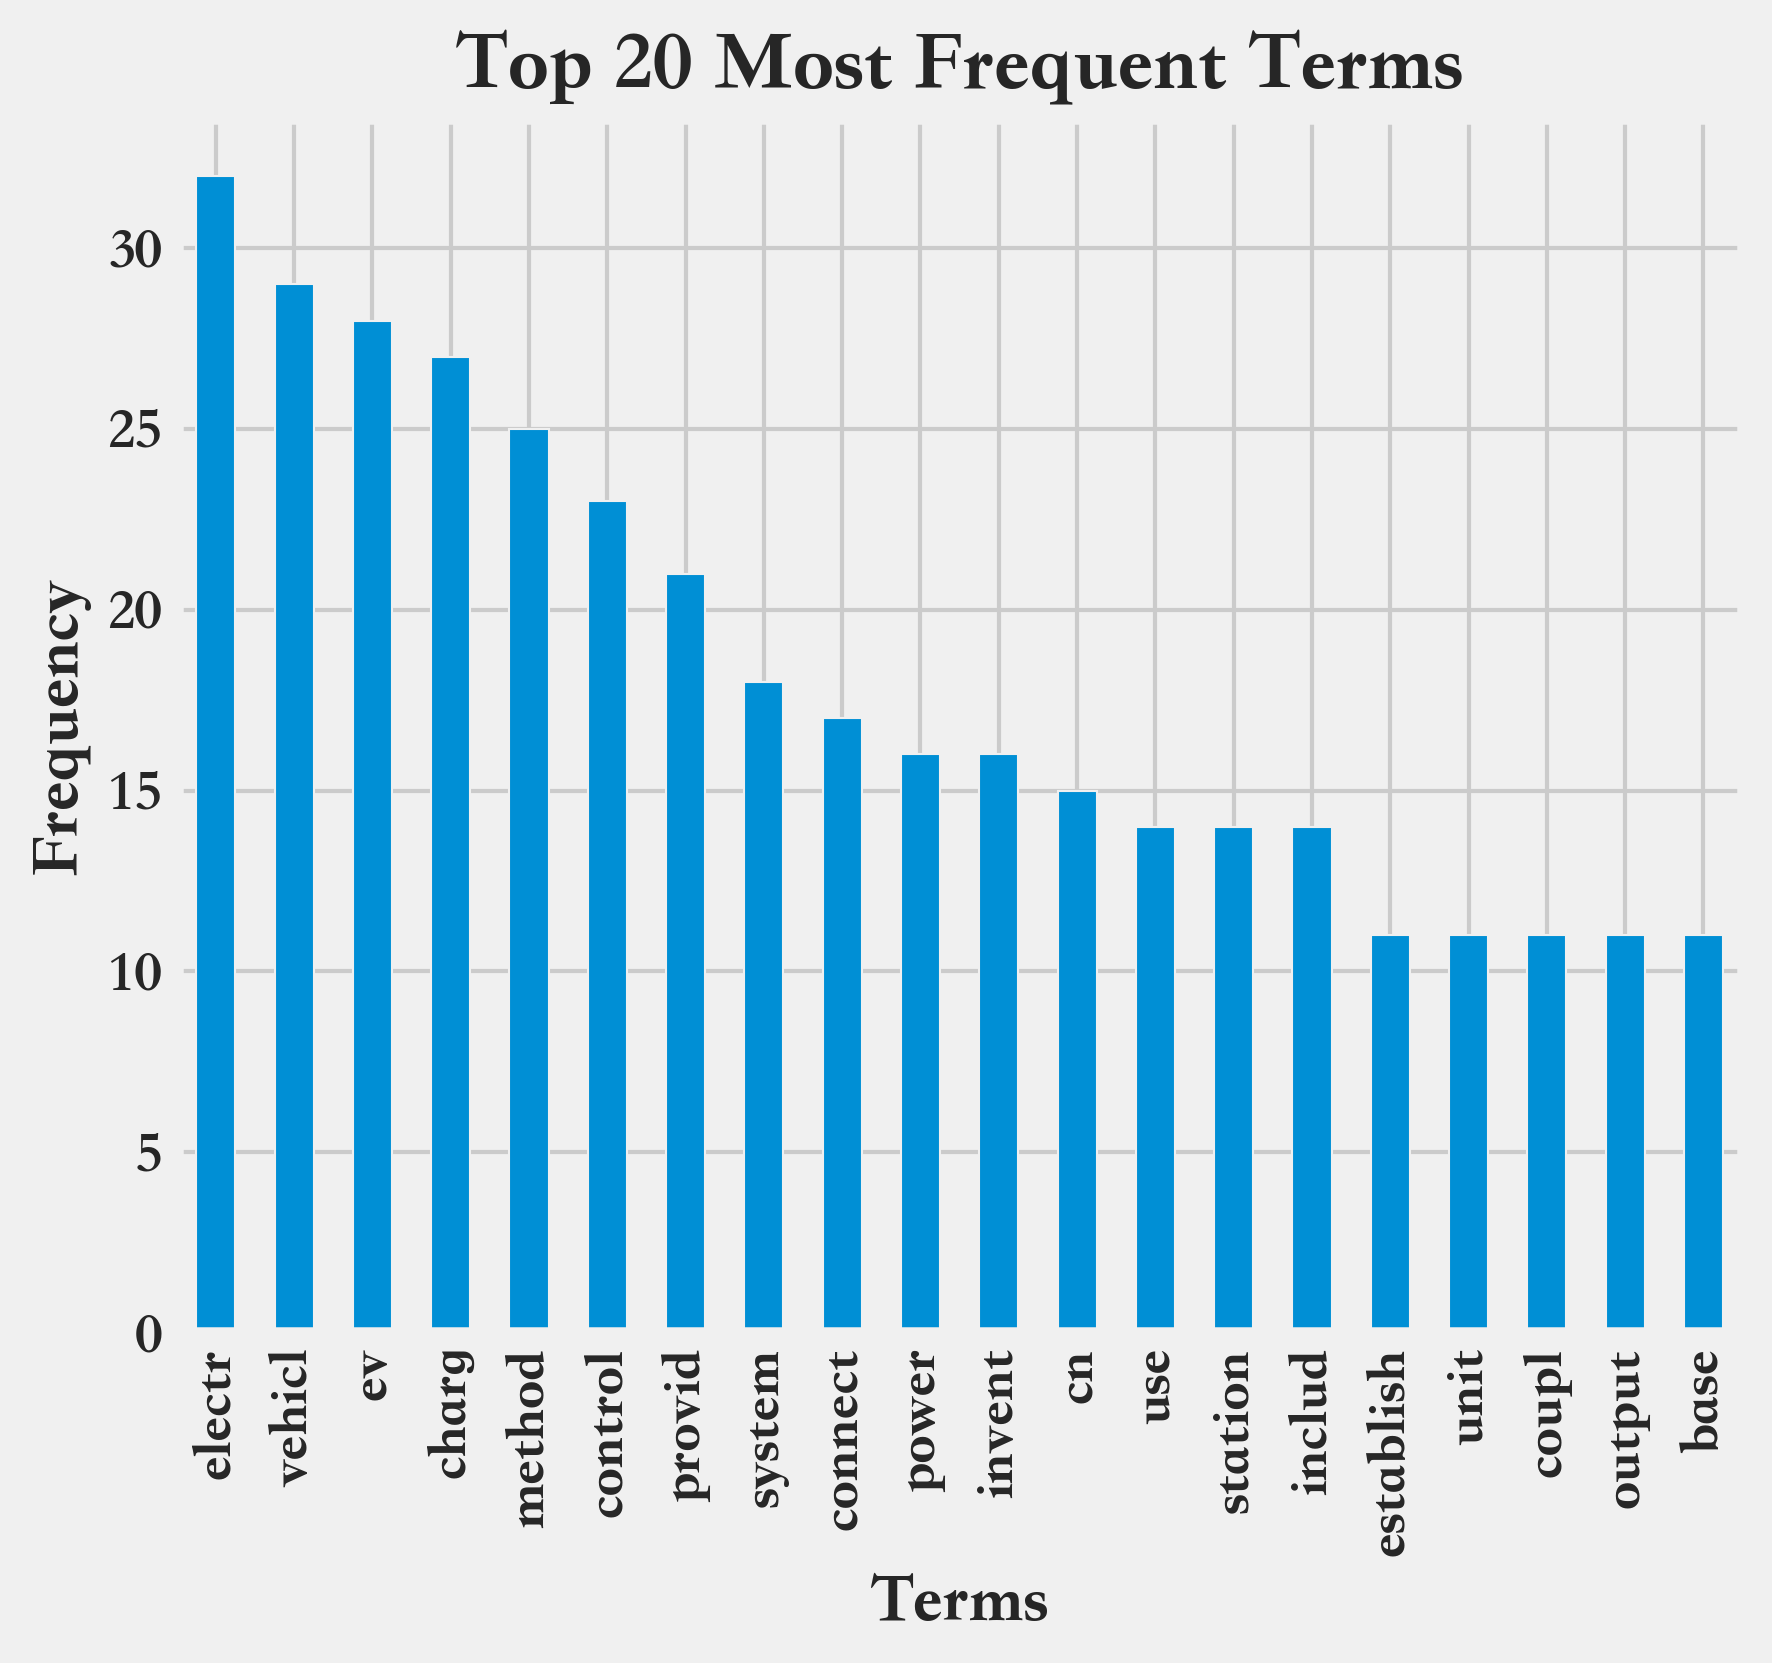 Top 20 Most Frequent Terms
Frequency
30
25
20
15
10
5
0
electr
vehicl
ev
charg
method
control
provid
system
connect
power
invent
cn
use
station
includ
establish
unit
coupl
output
base
Terms